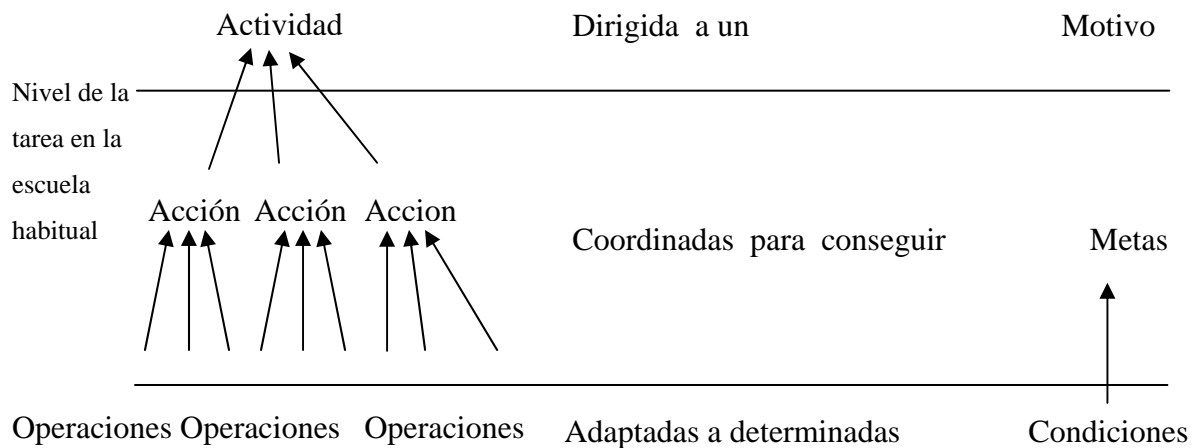 Actividad Dirigida a un Motivo
Nivel de la
tarea en la
escuela
habitual
Acción Acción Accion
Coordinadas para conseguir Metas
Operaciones Operaciones Operaciones Adaptadas a determinadas Condiciones